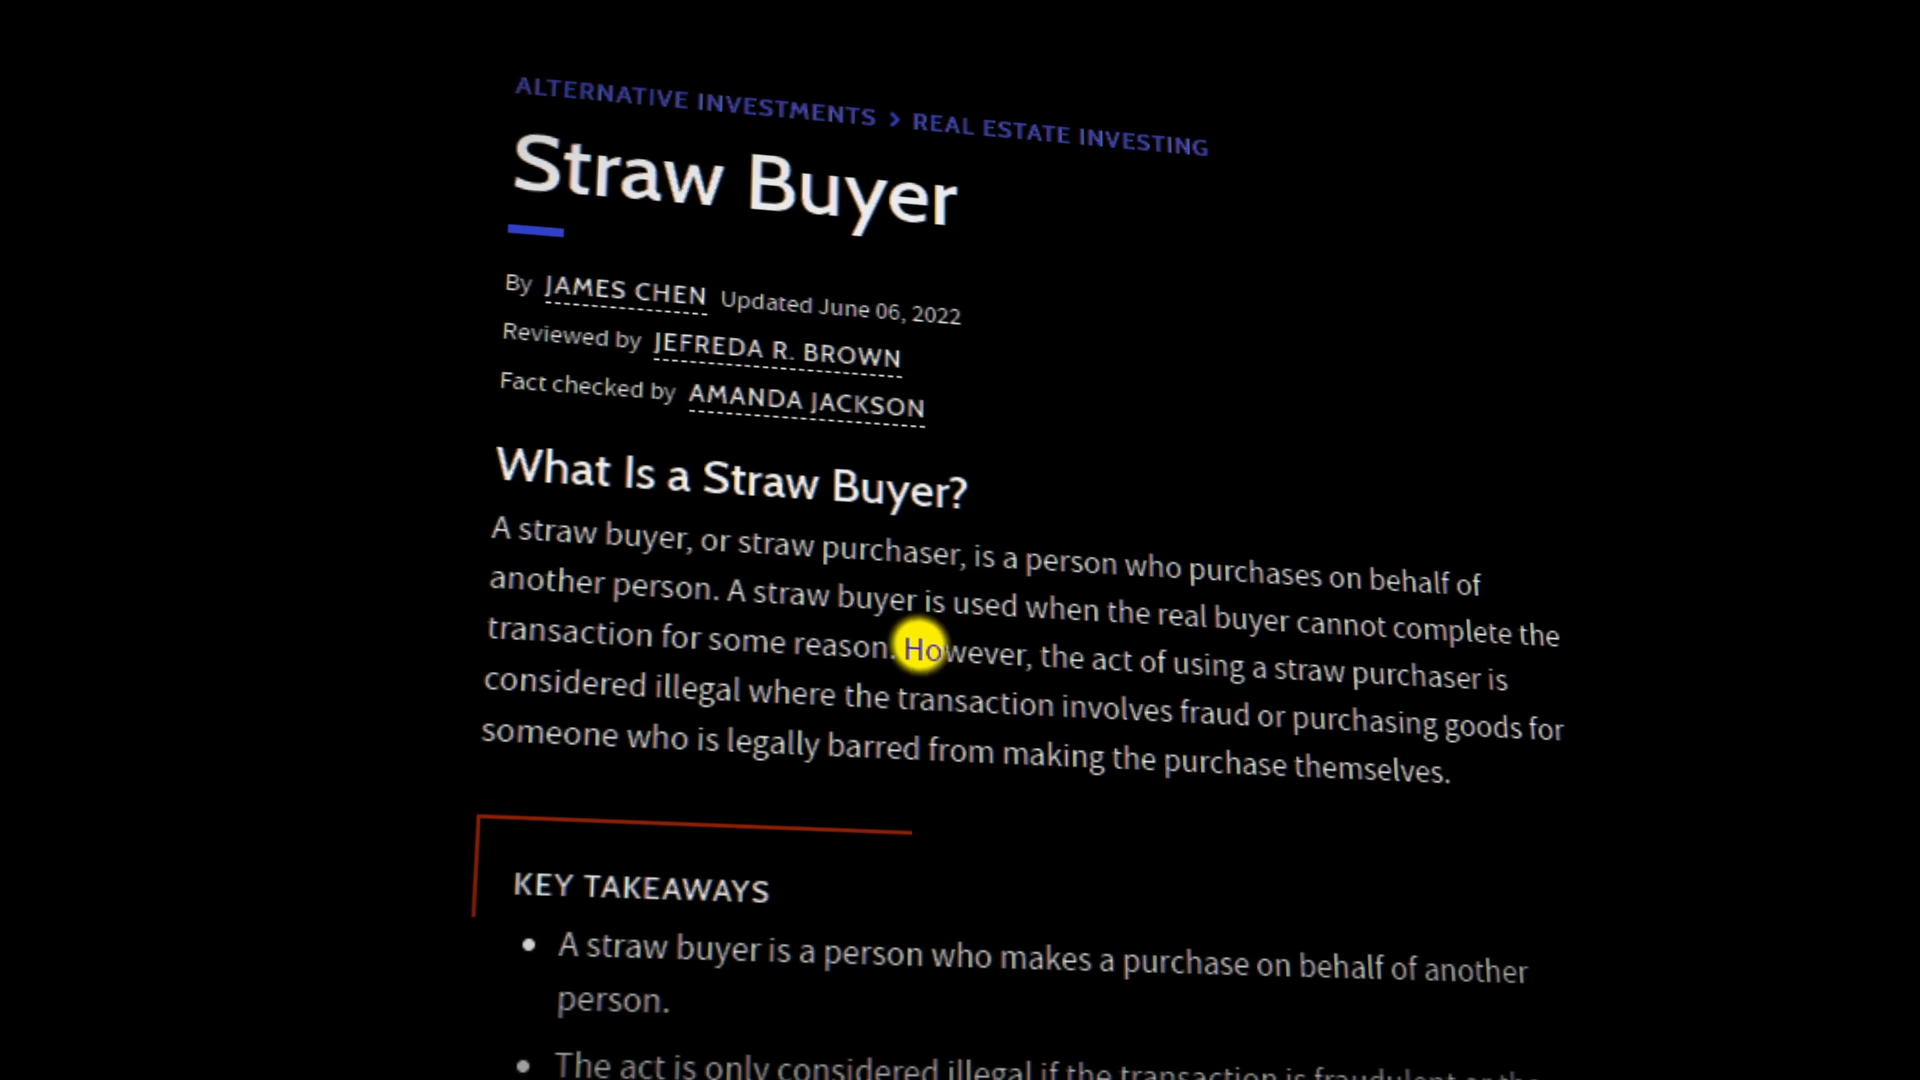 ALTERNATIVE INVESTMENTS > REAL ESTATE INVESTING
Straw Buyer
By JAMES CHEN Updated June 06, 2022
Reviewed by JEFREDA R. BROWN
Fact checked by AMANDA JACKSON
What Is a Straw Buyer?
A straw buyer, or straw purchaser, is a person who purchases on behalf of
another person. A straw buyer is used when the real buyer cannot complete the
transaction for some reason. However, the act of using a straw purchaser is
considered illegal where the transaction involves fraud or purchasing goods for
someone who is legally barred from making the purchase themselves.
KEY TAKEAWAYS
• A straw buyer is a person who makes a purchase on behalf of another
person.
• The act is only considered illegal if the transaction is fraudulent or the